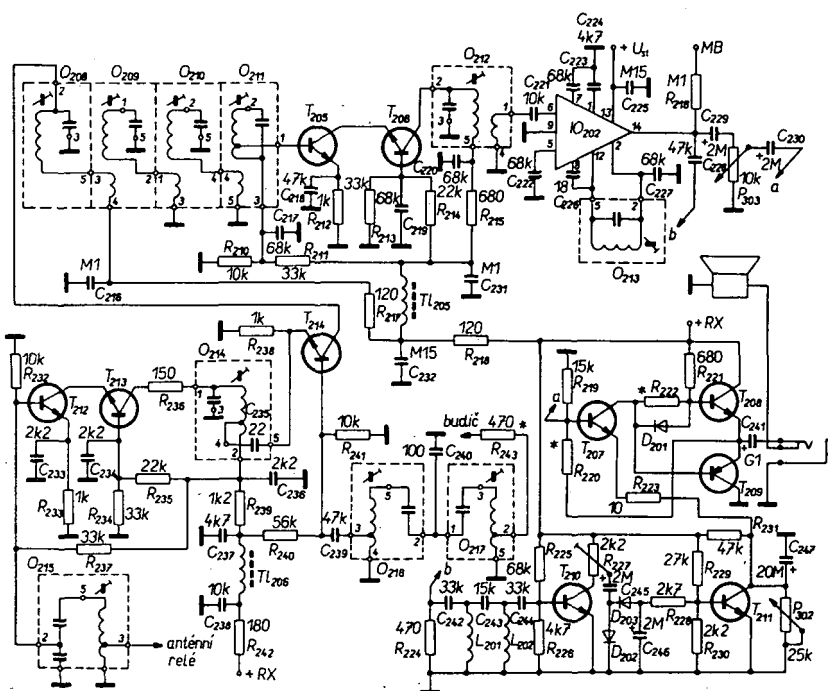 C224
4k7
+ Ust
MB
O208
O209
O210
O211
O212
C223
68k
M15
C225
M1
R218
T205
T206
C221
10k
IO202
C229
2M
C230
2M
a
C222
68k
18
C226
68k
C227
47k
C228
10k
P303
b
O213
47k
C218
1k
R212
33k
68k
R213
C219
C220
68k
22k
R214
680
R215
C217
68k
R210
10k
R211
33k
M1
C231
M1
C216
120
R217
Tl205
M15
C232
120
R218
+RX
10k
R232
T212
T213
150
R236
O214
C235
22
1k
R238
T214
15k
R219
a
R220
T207
R222
D201
680
R221
T208
C241
G1
T209
R223
10
2k2
C233
2k2
C234
22k
R235
1k
R233
R234
33k
2k2
C236
10k
R241
100
C240
budič
470
R243
33k
R237
O215
anténní
relé
1k2
R239
4k7
C237
56k
R240
47k
C239
O216
O217
Tl206
10k
C238
180
R242
+RX
b
470
R224
33k
C242
15k
C243
33k
C244
L201
L202
68k
R225
4k7
R226
T210
2k2
R227
2M
C245
D203
D202
2M
C246
2k7
R228
27k
R229
2k2
R230
T211
R231
47k
C247
20M
P302
25k